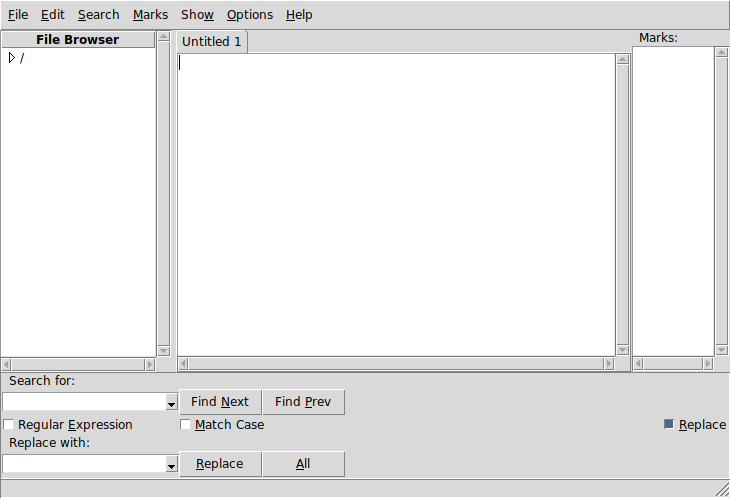 File Edit Search Marks Show Options Help
File Browser
Untitled 1
Marks:
/
Search for:
Find Next Find Prev
Regular Expression Match Case Replace
Replace with:
Replace All